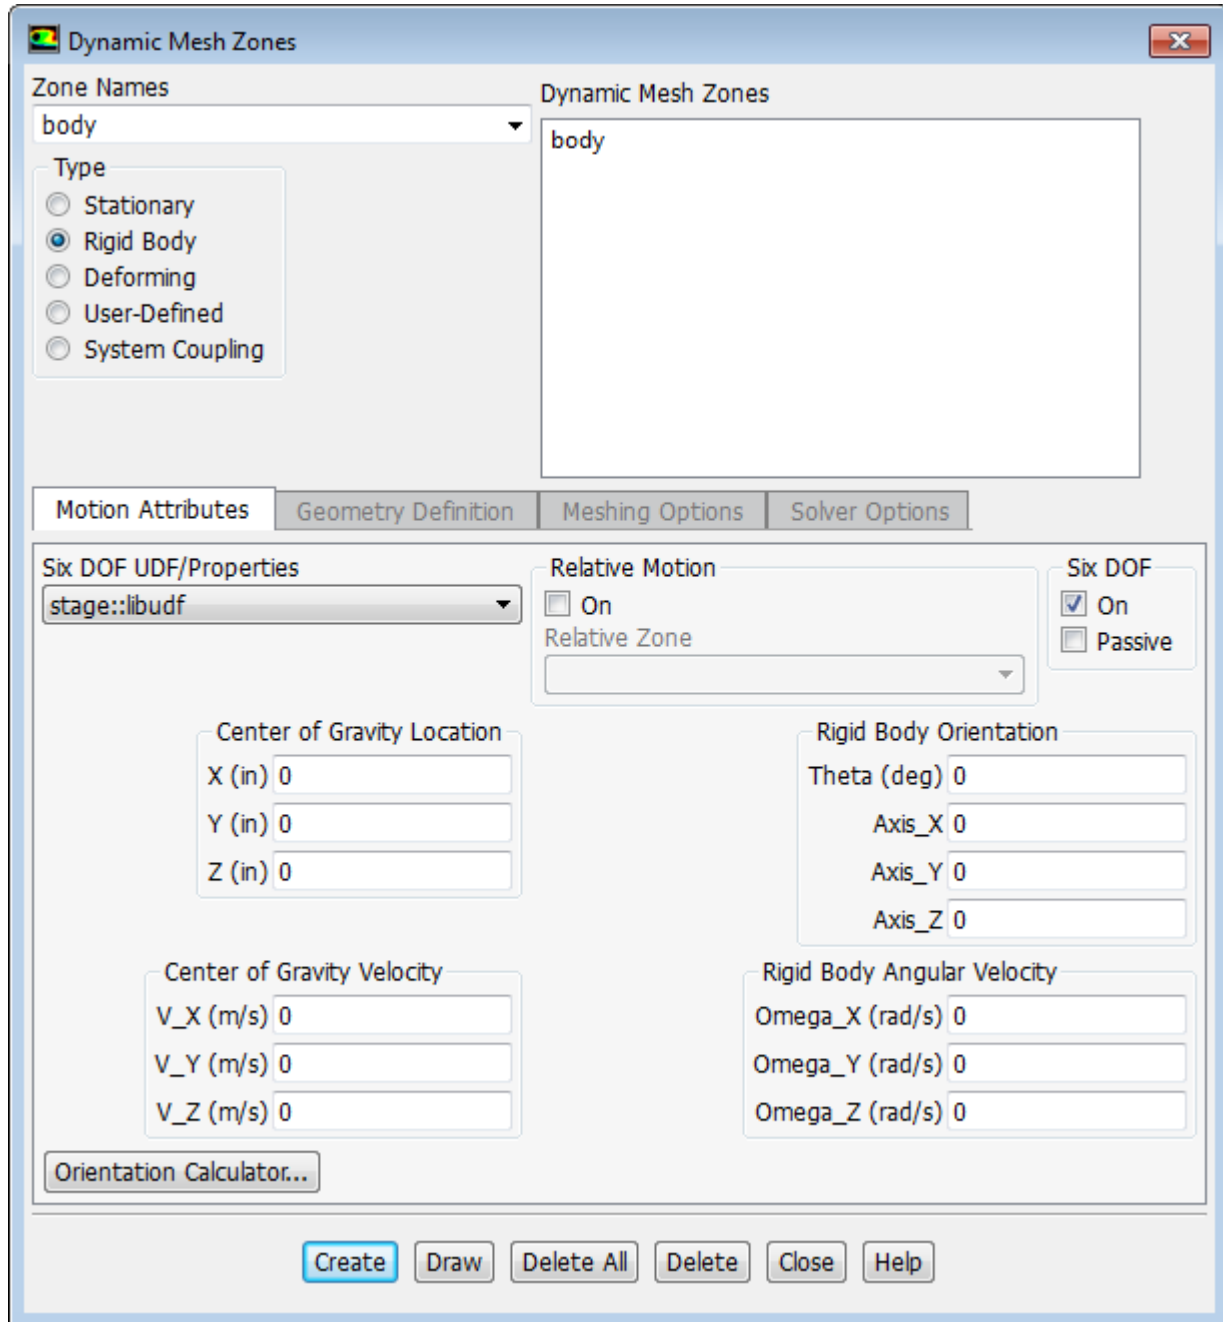 Dynamic Mesh Zones
Zone Names
body
Type
Stationary
Rigid Body
Deforming
User-Defined
System Coupling
Dynamic Mesh Zones
body
Motion Attributes
Geometry Definition
Meshing Options
Solver Options
Six DOF UDF/Properties
stage::libudf
Relative Motion
On
Relative Zone
Six DOF
On
Passive
Center of Gravity Location
X (in) 0
Y (in) 0
Z (in) 0
Rigid Body Orientation
Theta (deg) 0
Axis_X 0
Axis_Y 0
Axis_Z 0
Center of Gravity Velocity
V_X (m/s) 0
V_Y (m/s) 0
V_Z (m/s) 0
Rigid Body Angular Velocity
Omega_X (rad/s) 0
Omega_Y (rad/s) 0
Omega_Z (rad/s) 0
Orientation Calculator...
Create Draw Delete All Delete Close Help